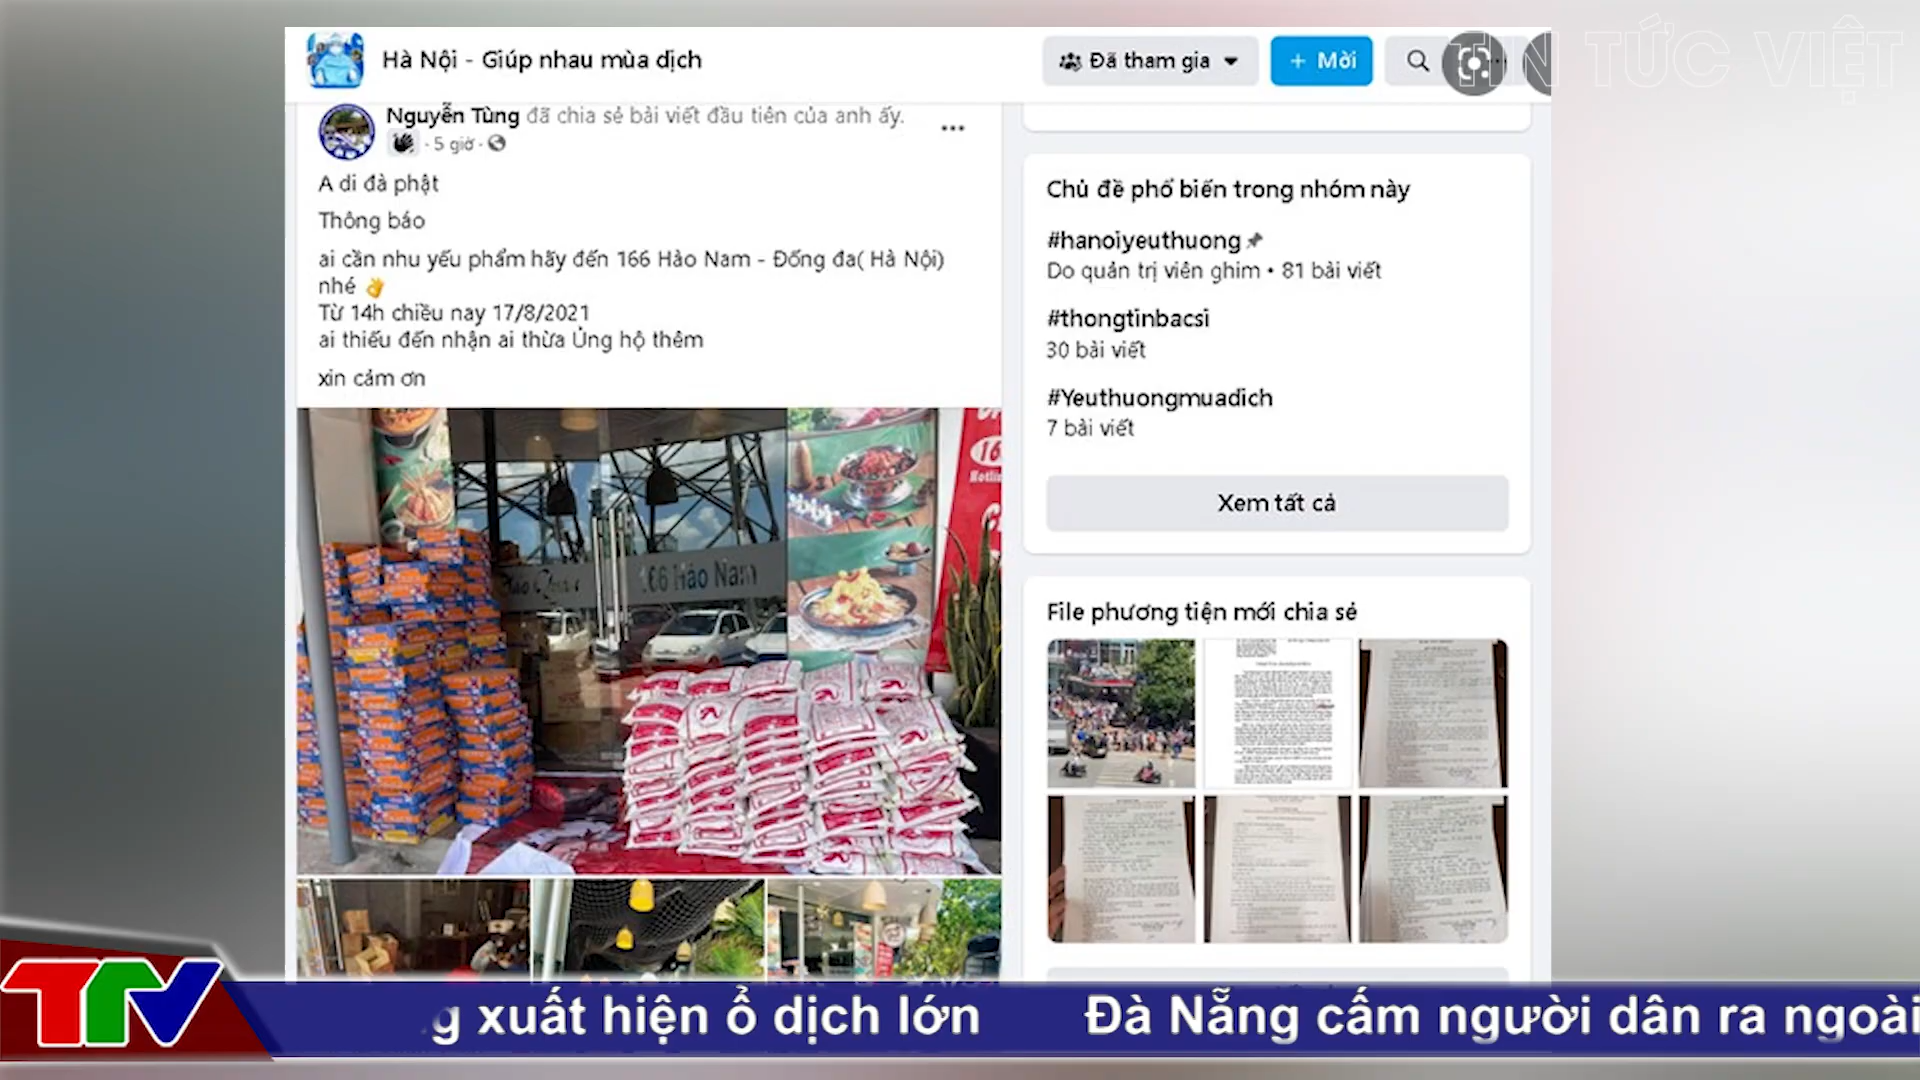 Hà Nội - Giúp nhau mùa dịch
Đã tham gia
+ Mời
TIN TỨC VIỆT
Nguyễn Tùng đã chia sẻ bài viết đầu tiên của anh ấy.
· 5 giờ ·
A di đà phật
Thông báo
ai cần nhu yếu phẩm hãy đến 166 Hào Nam - Đống đa( Hà Nội)
nhé 👌
Từ 14h chiều nay 17/8/2021
ai thiếu đến nhận ai thừa Ủng hộ thêm
xin cảm ơn
166 Hào Nam
Chủ đề phổ biến trong nhóm này
#hanoiyeuthuong
Do quản trị viên ghim • 81 bài viết
#thongtinbacsi
30 bài viết
#Yeuthuongmuadich
7 bài viết
Xem tất cả
File phương tiện mới chia sẻ
TTV
g xuất hiện ổ dịch lớn
Đà Nẵng cấm người dân ra ngoài